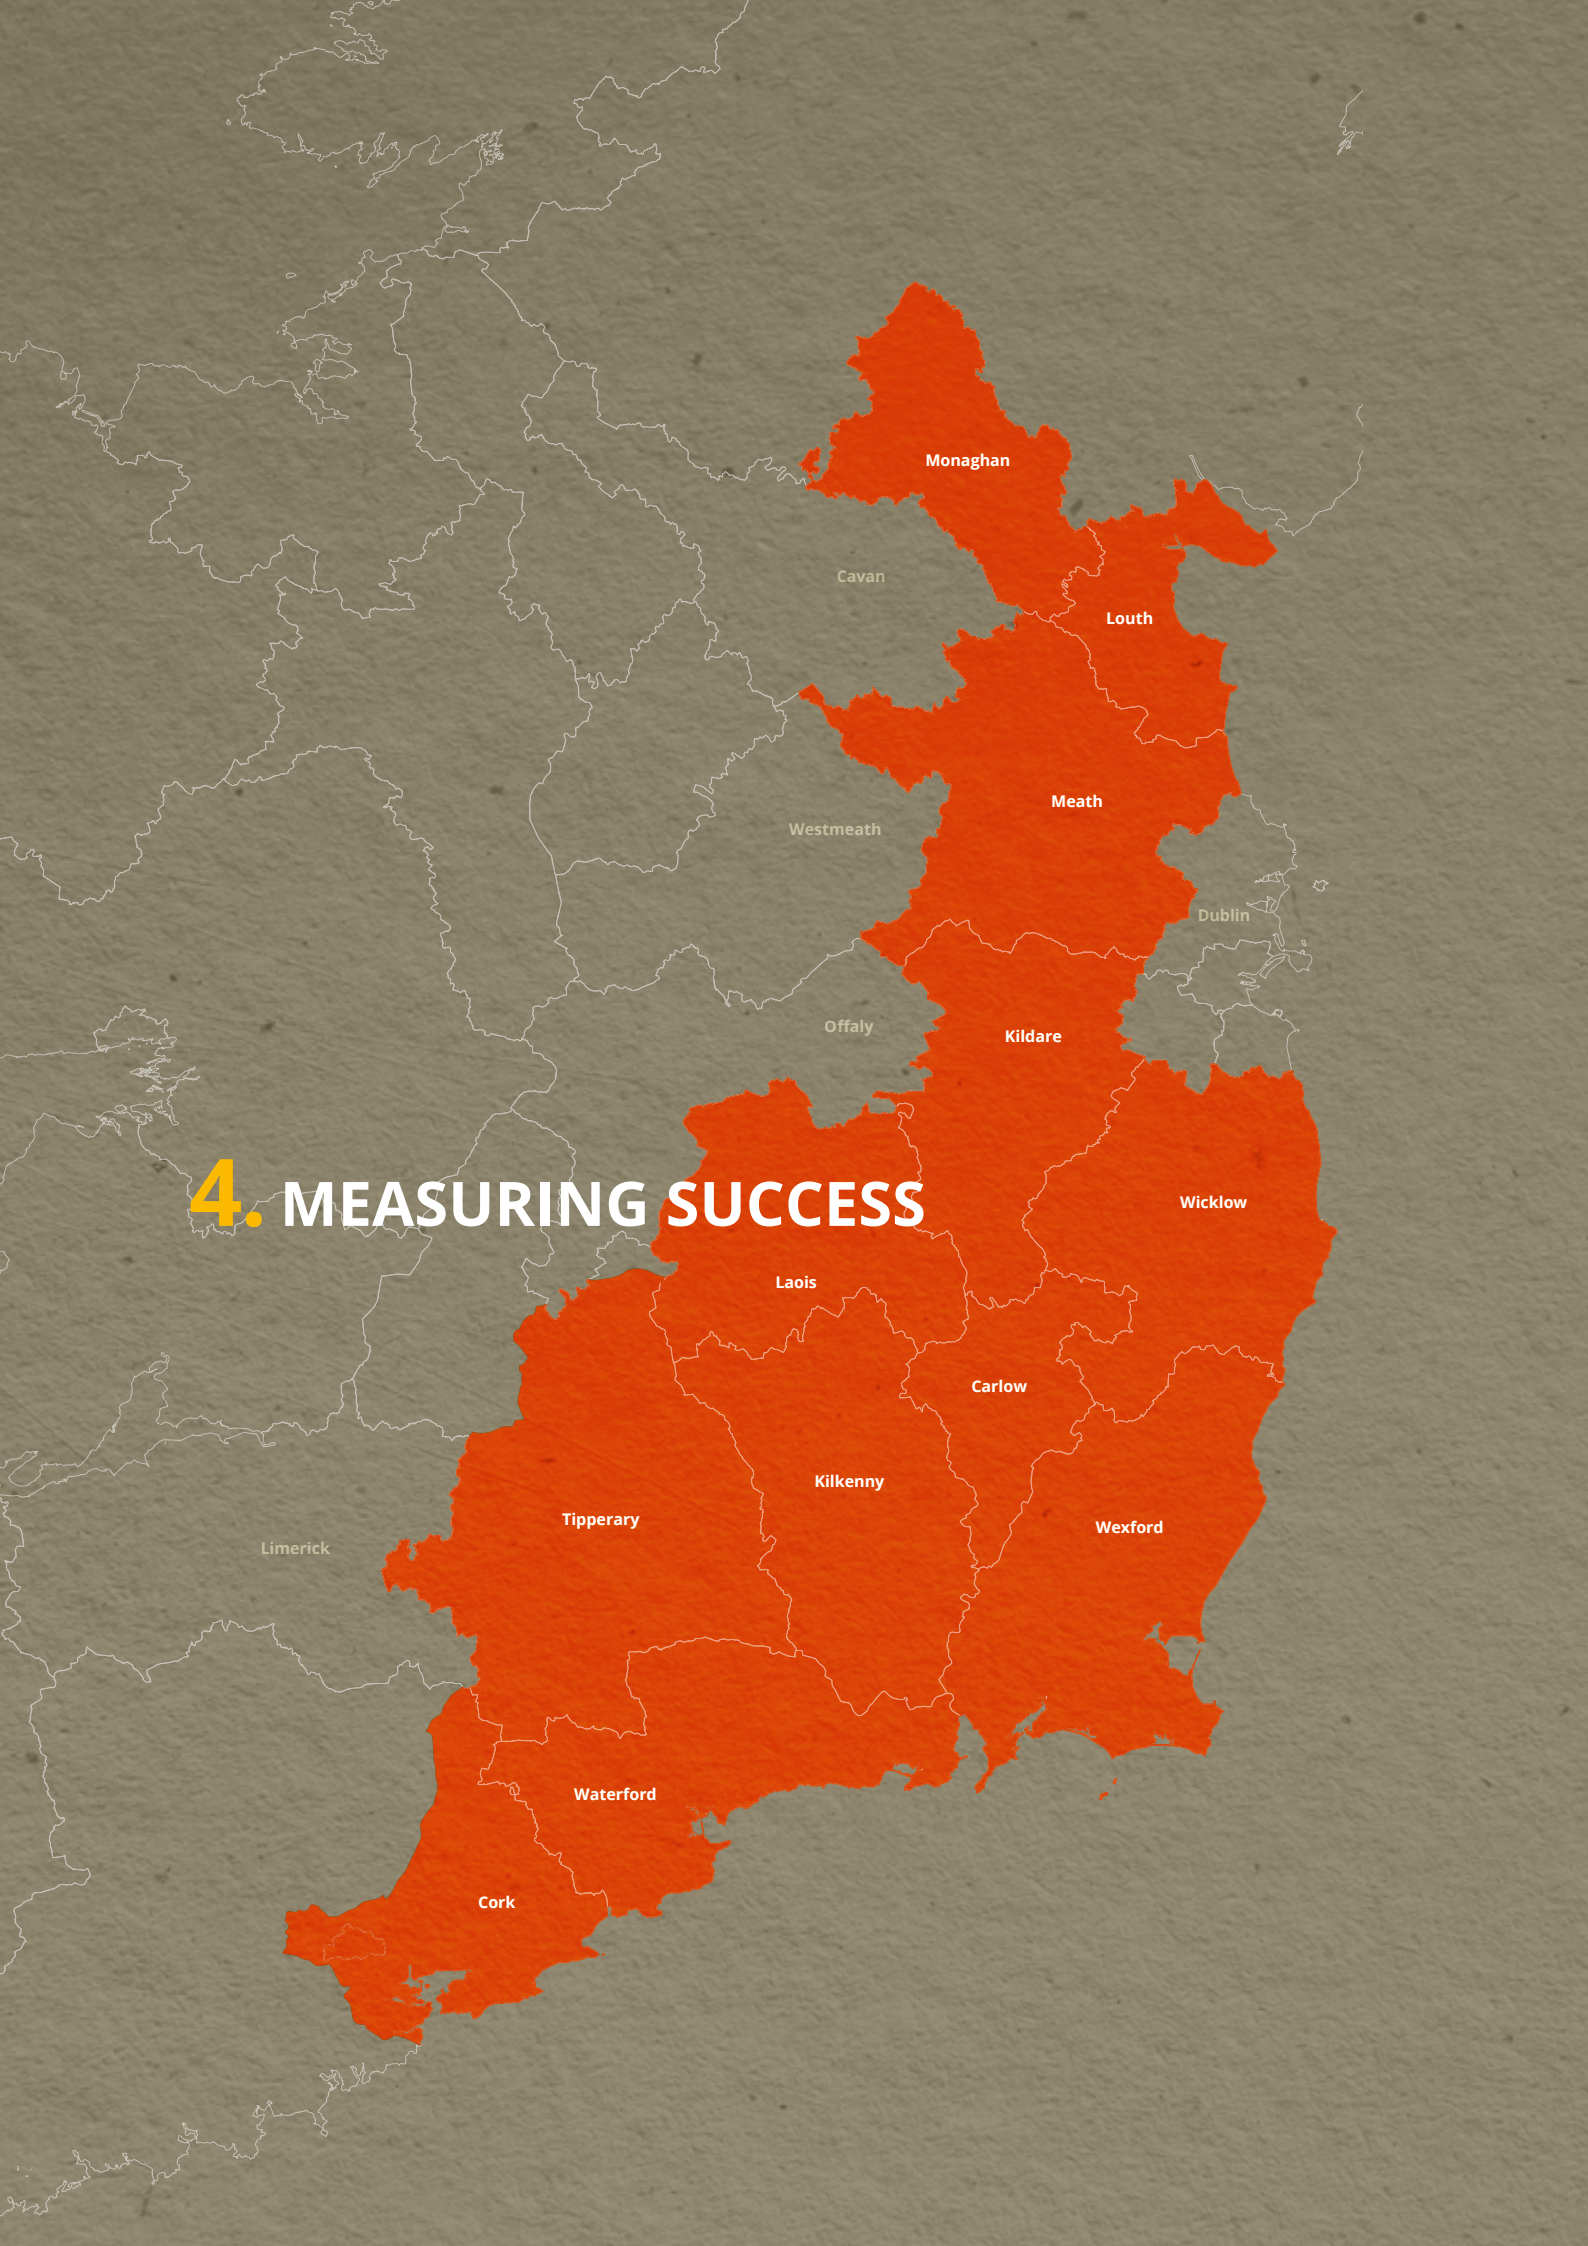 Monaghan
Cavan
Louth
Meath
Westmeath
Dublin
Offaly
Kildare
4. MEASURING SUCCESS
Wicklow
Laois
Carlow
Kilkenny
Tipperary
Wexford
Limerick
Waterford
Cork